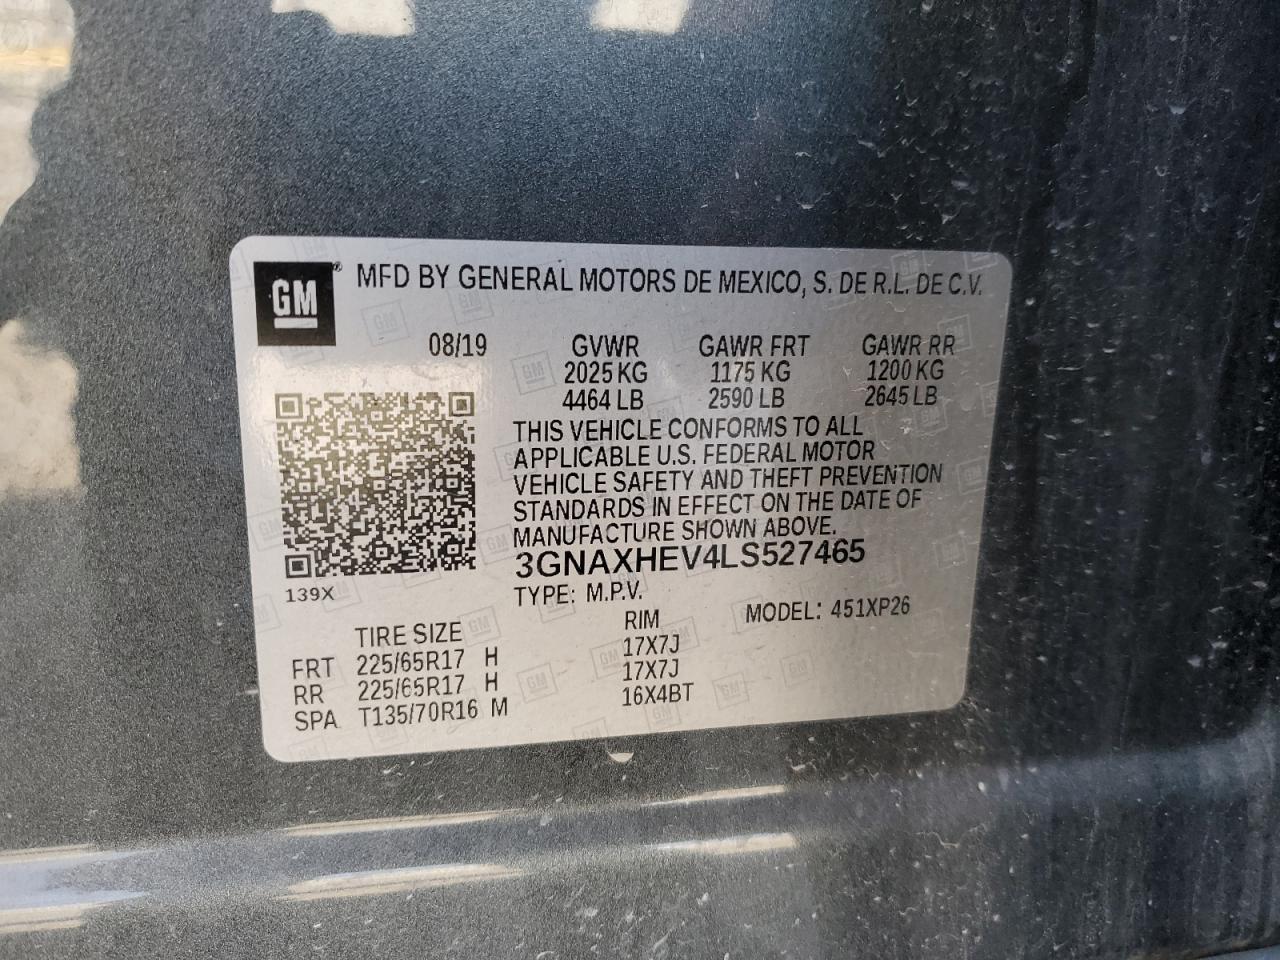 GM ® MFD BY GENERAL MOTORS DE MEXICO, S. DE R.L. DE C.V.
08/19 GVWR GAWR FRT GAWR RR
2025 KG 1175 KG 1200 KG
4464 LB 2590 LB 2645 LB
THIS VEHICLE CONFORMS TO ALL
APPLICABLE U.S. FEDERAL MOTOR
VEHICLE SAFETY AND THEFT PREVENTION
STANDARDS IN EFFECT ON THE DATE OF
MANUFACTURE SHOWN ABOVE.
3GNAXHEV4LS527465
139X
TYPE: M.P.V.
MODEL: 451XP26
TIRE SIZE RIM
FRT 225/65R17 H 17X7J
RR 225/65R17 H 17X7J
SPA T135/70R16 M 16X4BT